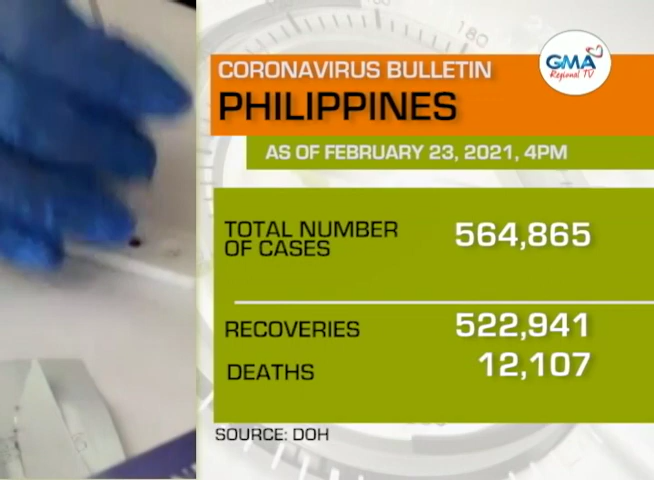 180
GMA
Regional TV
CORONAVIRUS BULLETIN
PHILIPPINES
AS OF FEBRUARY 23, 2021, 4PM
TOTAL NUMBER
OF CASES
564,865
RECOVERIES
522,941
DEATHS
12,107
SOURCE: DOH